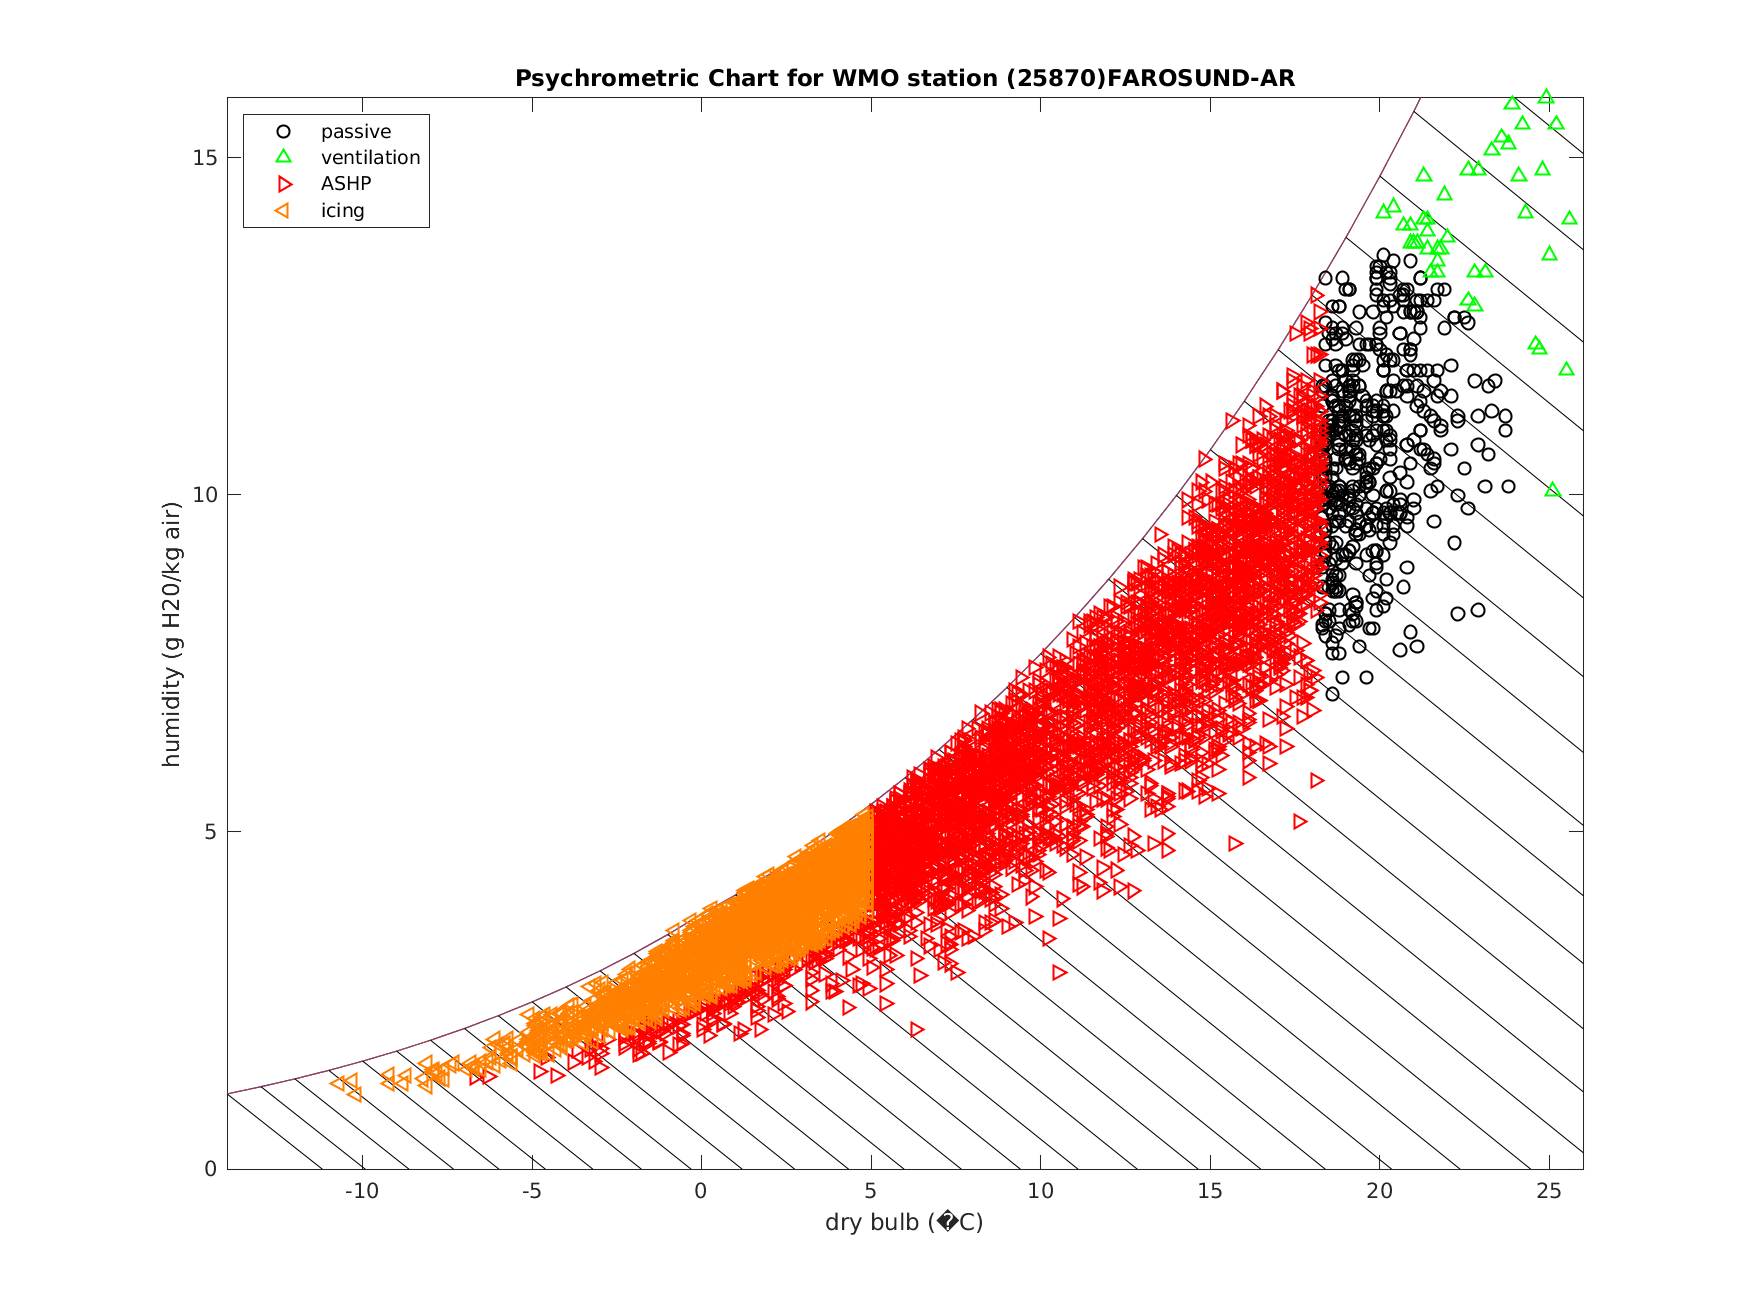 Psychrometric Chart for WMO station (25870)FAROSUND-AR
passive
ventilation
ASHP
icing
15
10
5
0
humidity (g H20/kg air)
-10 -5 0 5 10 15 20 25
dry bulb (�C)